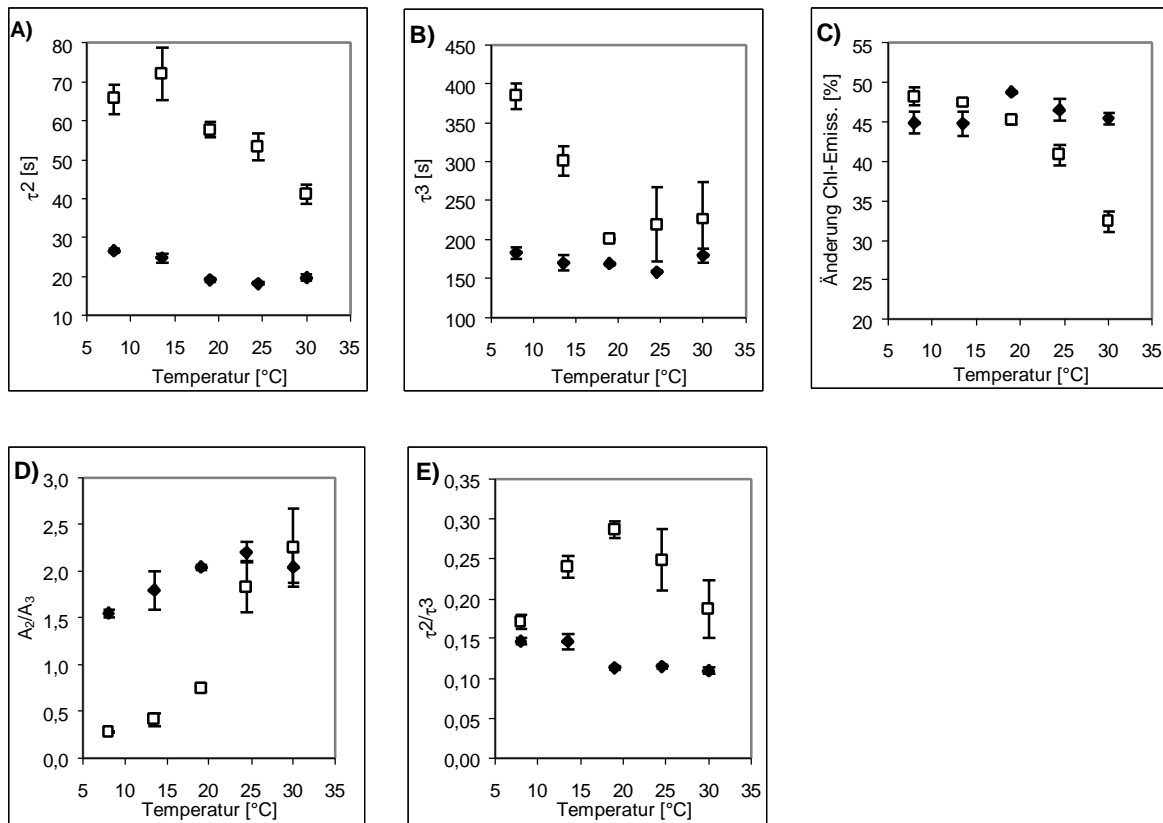 A)
80
70
60
50
40
30
20
10
τ2 [s]
5 10 15 20 25 30 35
Temperatur [°C]
B)
450
400
350
300
250
200
150
100
τ3 [s]
5 10 15 20 25 30 35
Temperatur [°C]
C)
55
50
45
40
35
30
25
20
Änderung Chl-Emiss. [%]
5 10 15 20 25 30 35
Temperatur [°C]
D)
3,0
2,5
2,0
1,5
1,0
0,5
0,0
A₂/A₃
5 10 15 20 25 30 35
Temperatur [°C]
E)
0,35
0,30
0,25
0,20
0,15
0,10
0,05
0,00
τ2/τ3
5 10 15 20 25 30 35
Temperatur [°C]